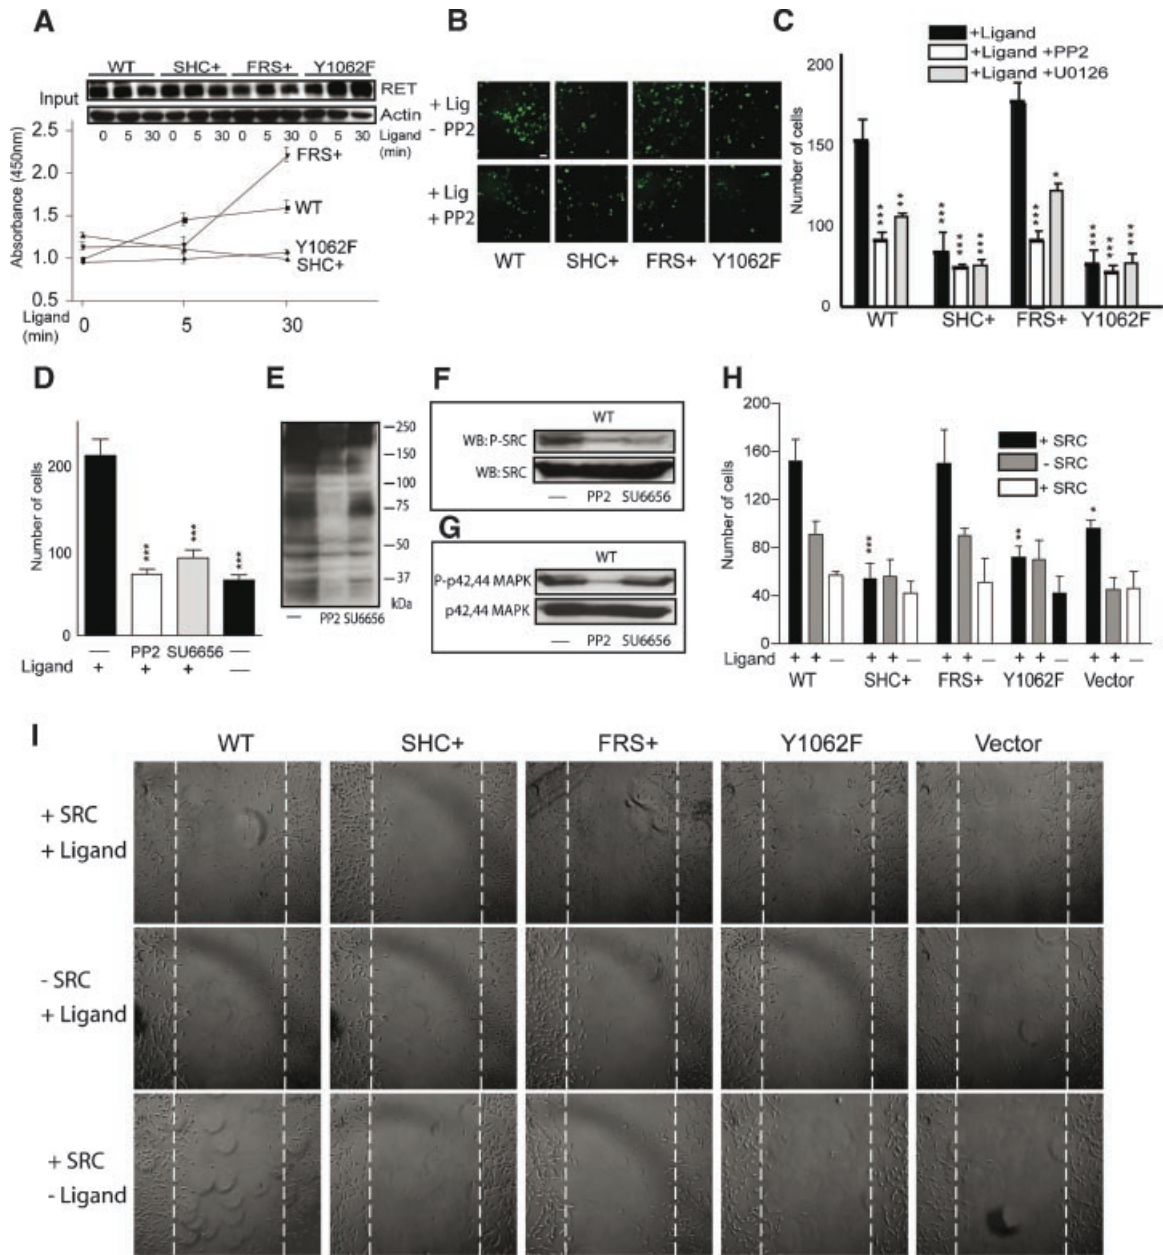 A
WT SHC+ FRS+ Y1062F
Input
RET
Actin
0 5 30 0 5 30 0 5 30 0 5 30 Ligand (min)
Absorbance (450nm)
2.5
2.0
1.5
1.0
0.5
FRS+
WT
Y1062F
SHC+
Ligand (min)
0 5 30
B
+ Lig
- PP2
+ Lig
+ PP2
WT SHC+ FRS+ Y1062F
C
+Ligand
+Ligand +PP2
+Ligand +U0126
Number of cells
200
150
100
0
*** ** *** *** *** *** * *** *** ***
WT SHC+ FRS+ Y1062F
D
Number of cells
200
100
0
*** *** ***
— PP2 SU6656 —
Ligand + + + —
E
250
150
100
75
50
37
kDa
— PP2 SU6656
F
WT
WB: P-SRC
WB: SRC
— PP2 SU6656
G
WT
P-p42,44 MAPK
p42,44 MAPK
— PP2 SU6656
H
Number of cells
200
160
120
80
40
0
+ SRC
- SRC
+ SRC
*** ** *
Ligand + + — + + — + + — + + — + + —
WT SHC+ FRS+ Y1062F Vector
I
WT SHC+ FRS+ Y1062F Vector
+ SRC
+ Ligand
- SRC
+ Ligand
+ SRC
- Ligand